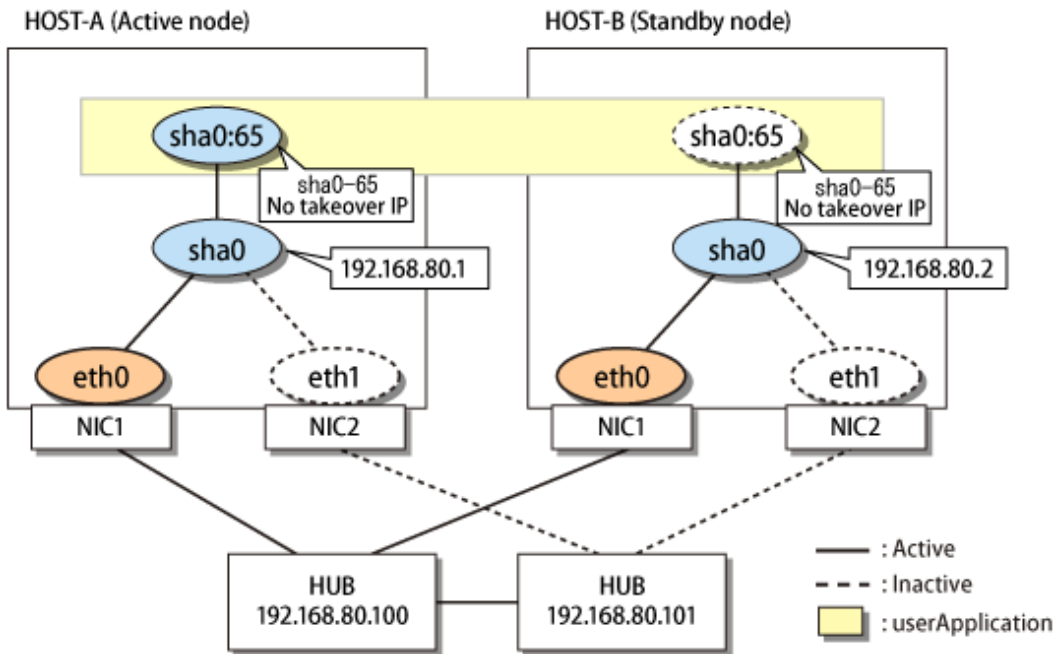 HOST-A (Active node)
HOST-B (Standby node)
sha0:65
sha0:65
sha0-65
No takeover IP
sha0-65
No takeover IP
sha0
192.168.80.1
sha0
192.168.80.2
eth0
eth1
eth0
eth1
NIC1
NIC2
NIC1
NIC2
HUB
192.168.80.100
HUB
192.168.80.101
: Active
: Inactive
: userApplication